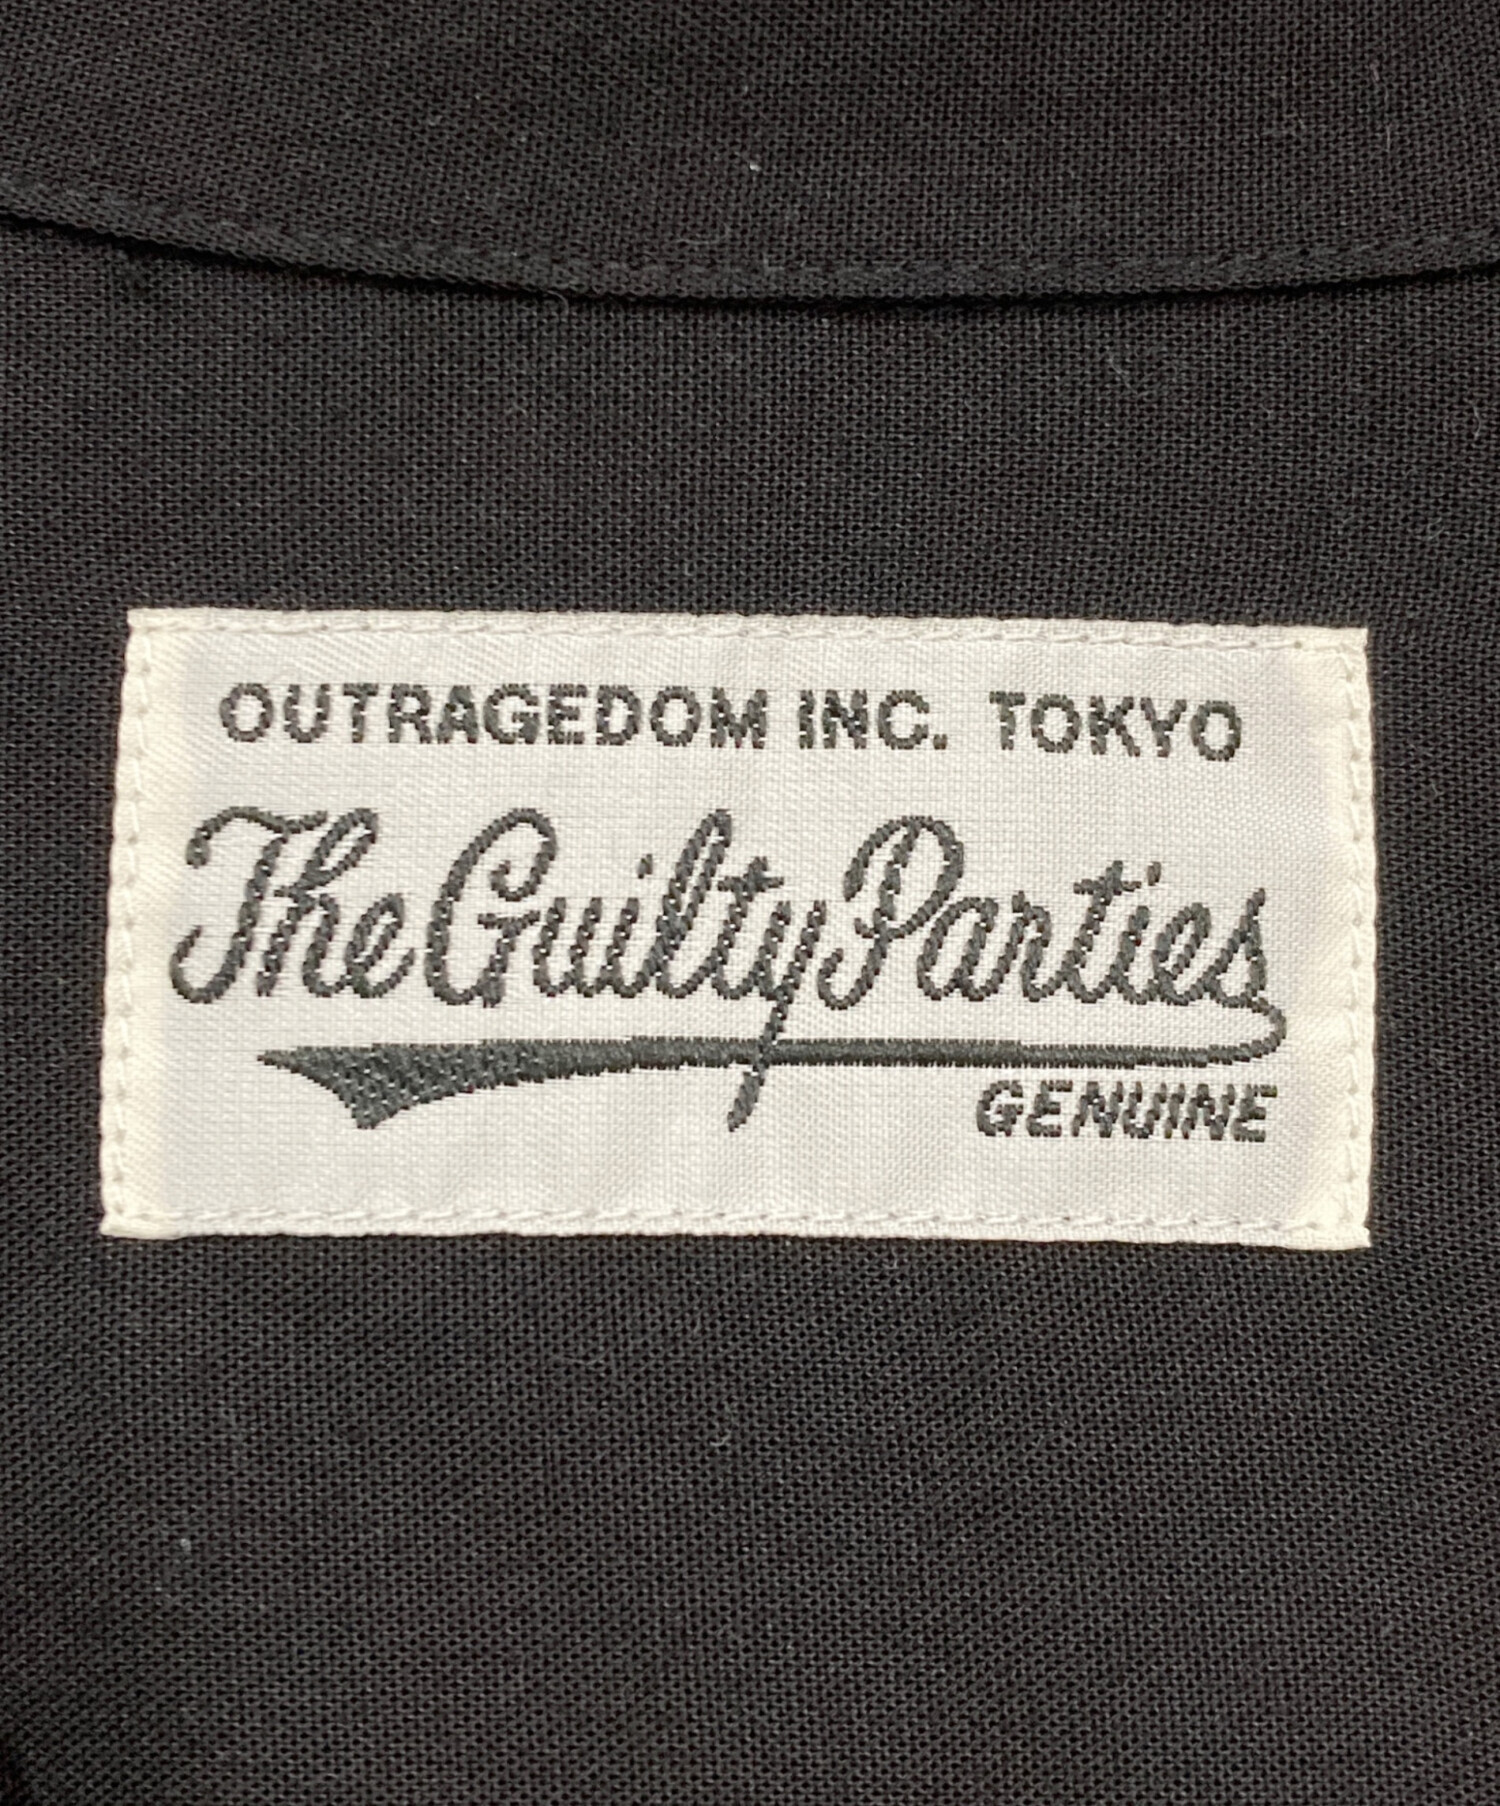 OUTRAGEDOM INC. TOKYO
The Guilty Parties
GENUINE